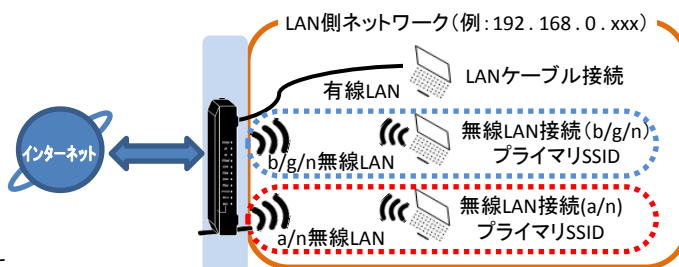 LAN側ネットワーク(例:192.168.0.xxx)
LANケーブル接続
有線LAN
インターネット
無線LAN接続(b/g/n)
プライマリSSID
b/g/n無線LAN
無線LAN接続(a/n)
プライマリSSID
a/n無線LAN